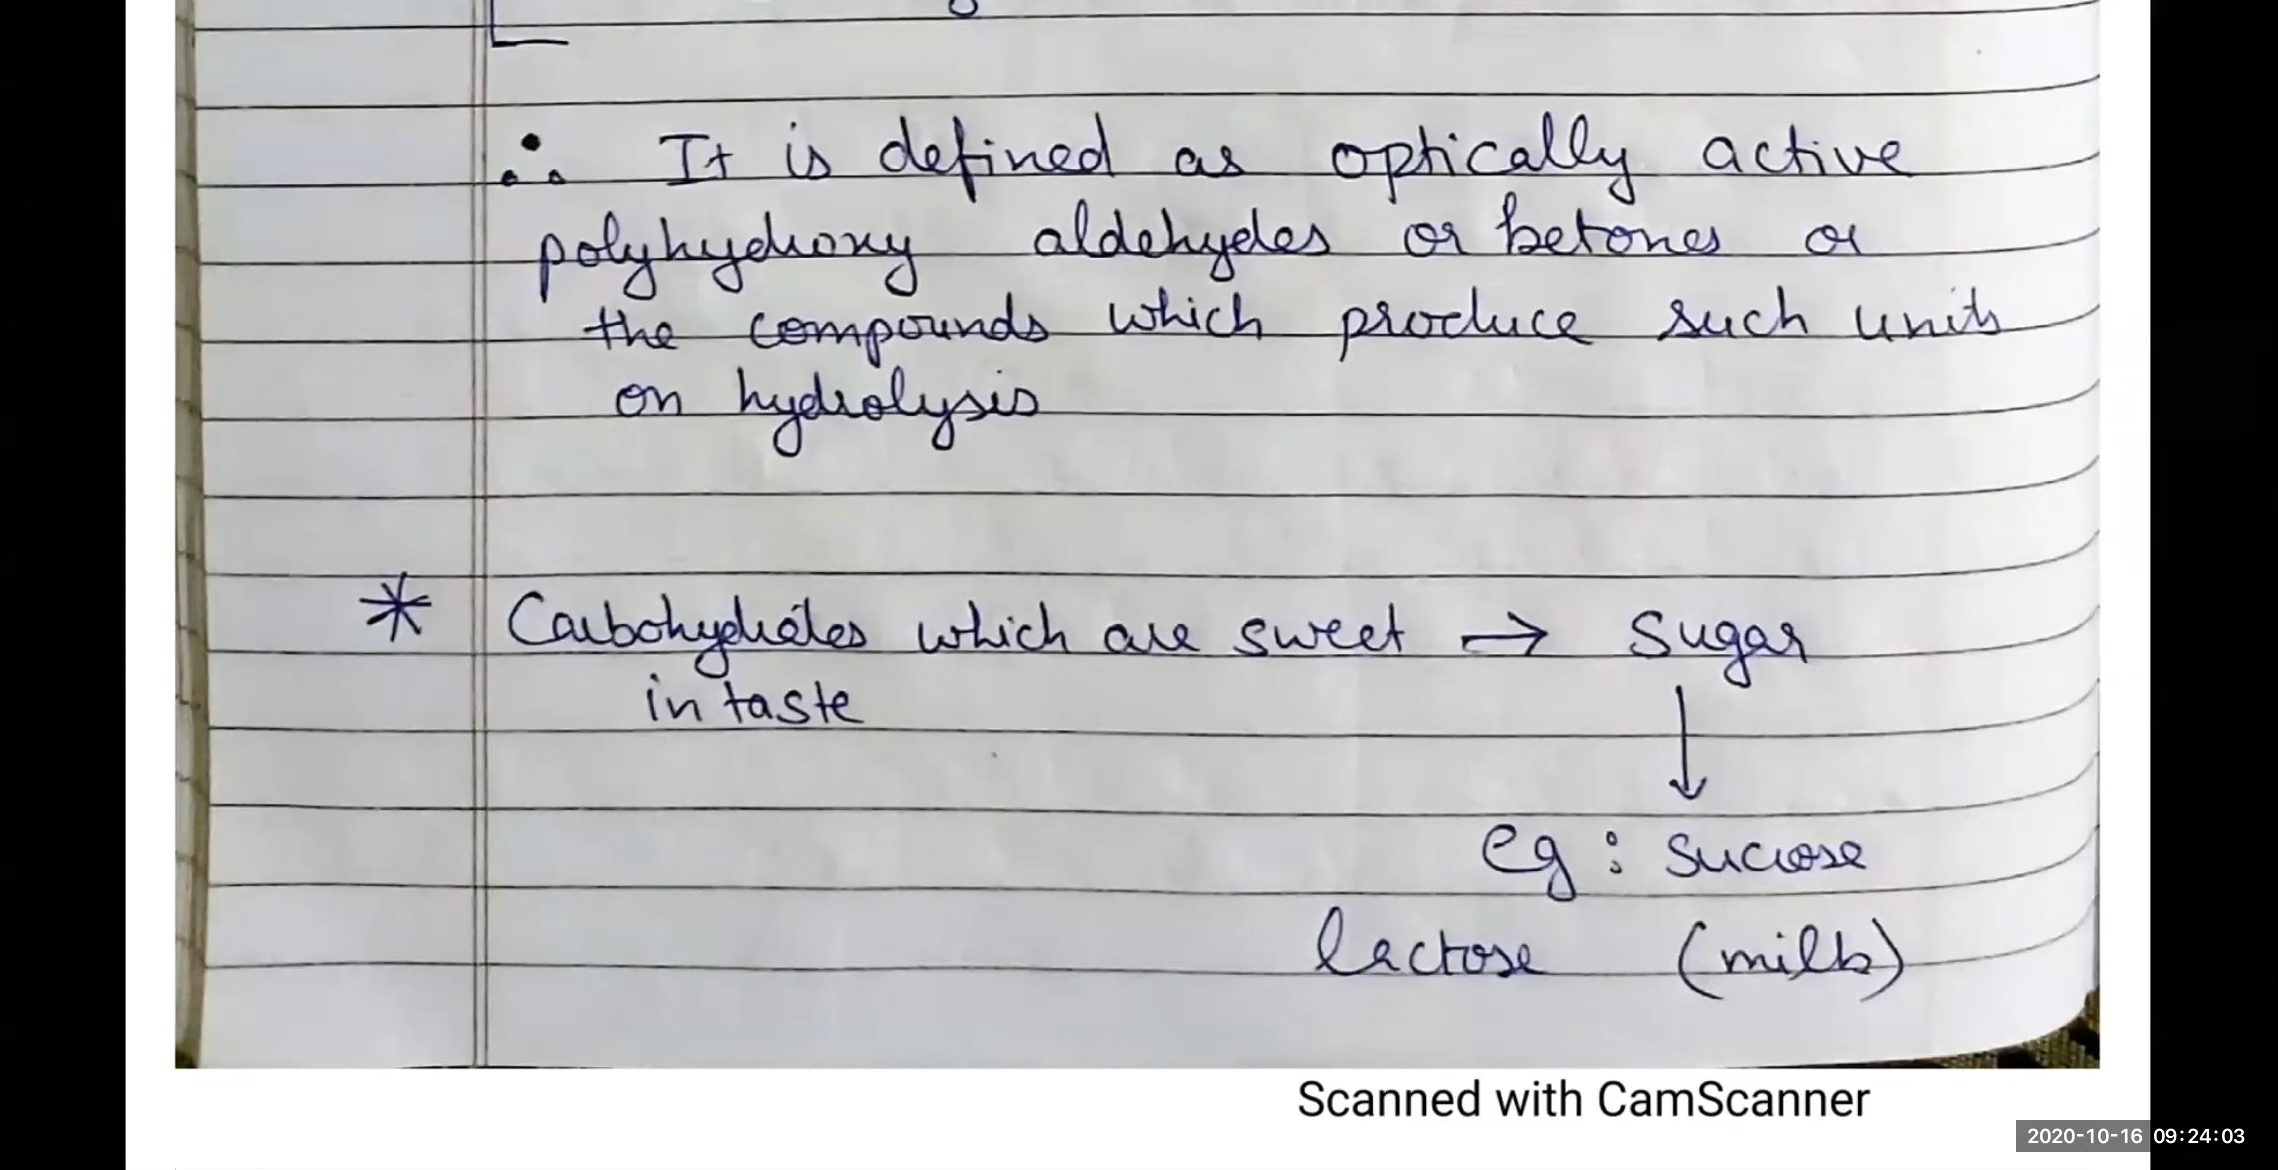 ∴ It is defined as optically active
polyhydroxy aldehydes or ketones or
the compounds which produce such units
on hydrolysis
* Carbohydrates which are sweet → Sugar
in taste
↓
eg : sucrose
lactose (milk)
Scanned with CamScanner
2020-10-16 09:24:03